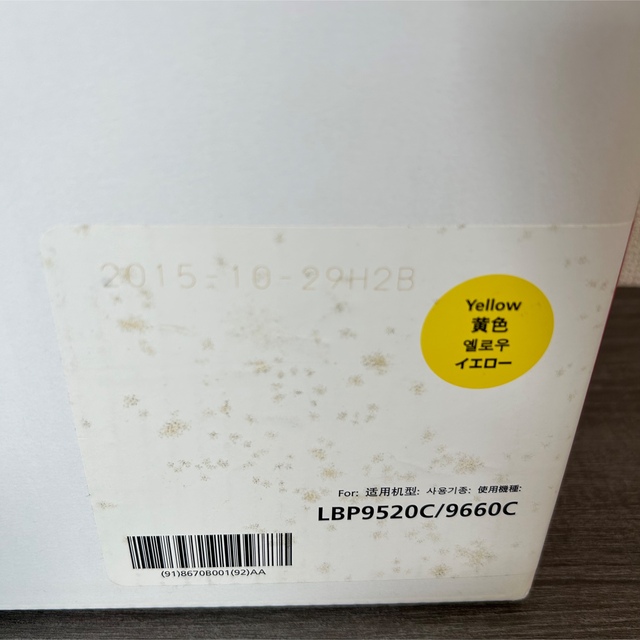 2015-10-29H2B
Yellow
黄色
옐로우
イエロー
For: 适用机型: 사용기종: 使用機種:
LBP9520C/9660C
(91)8670B001(92)AA